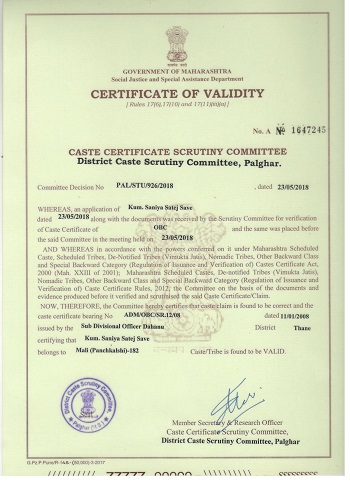 GOVERNMENT OF MAHARASHTRA
Social Justice and Special Assistance Department
CERTIFICATE OF VALIDITY
[ Rules 17(6),17(10) and 17(11)(ii)(a) ]
No. A № 1647245
CASTE CERTIFICATE SCRUTINY COMMITTEE
District Caste Scrutiny Committee, Palghar.
Committee Decision No PAL/STU/926/2018 , dated 23/05/2018
WHEREAS, an application of Kum. Saniya Satej Save
dated 23/05/2018 along with the documents was received by the Scrutiny Committee for verification
of Caste Certificate of OBC and the same was placed before
the said Committee in the meeting held on 23/05/2018
AND WHEREAS in accordance with the powers conferred on it under Maharashtra Scheduled
Caste, Scheduled Tribes, De-Notified Tribes (Vimukta Jatis), Nomadic Tribes, Other Backward Class
and Special Backward Category (Regulation of Issuance and Verification of) Castes Certificate Act,
2000 (Mah. XXIII of 2001); Maharashtra Scheduled Castes, De-notified Tribes (Vimukta Jatis),
Nomadic Tribes, Other Backward Class and Special Backward Category (Regulation of Issuance and
Verification of) Caste Certificate Rules, 2012; the Committee on the basis of the documents and
evidence produced before it verified and scrutinised the said Caste Certificate/Claim.
NOW, THEREFORE, the Committee hereby certifies that caste/claim is found to be correct and the
caste certificate bearing No ADM/OBC/SR.12/08 dated 11/01/2008
issued by the Sub Divisional Officer Dahanu District Thane
certifying that Kum. Saniya Satej Save
belongs to Mali (Panchkalshi)-182 Caste/Tribe is found to be VALID.
Member Secretary & Research Officer
Caste Certificate Scrutiny Committee,
District Caste Scrutiny Committee, Palghar